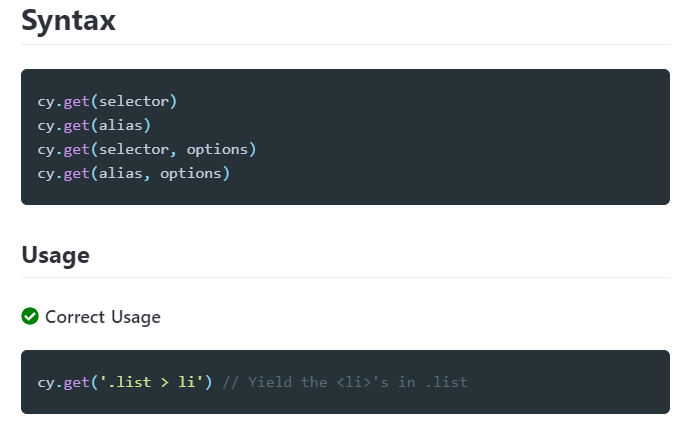 Syntax
cy.get(selector)
cy.get(alias)
cy.get(selector, options)
cy.get(alias, options)
Usage
Correct Usage
cy.get('.list > li') // Yield the <li>'s in .list